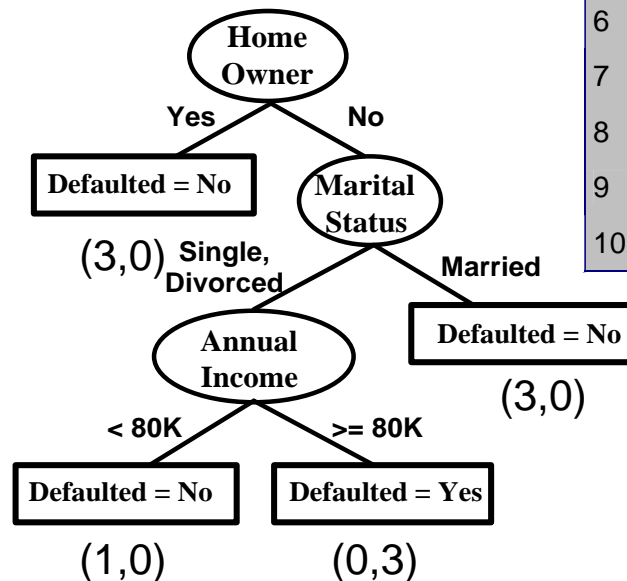 Home
Owner
6
7
8
9
10
Yes
No
Defaulted = No
Marital
Status
(3,0)
Single,
Divorced
Married
Annual
Income
Defaulted = No
(3,0)
< 80K
>= 80K
Defaulted = No
Defaulted = Yes
(1,0)
(0,3)